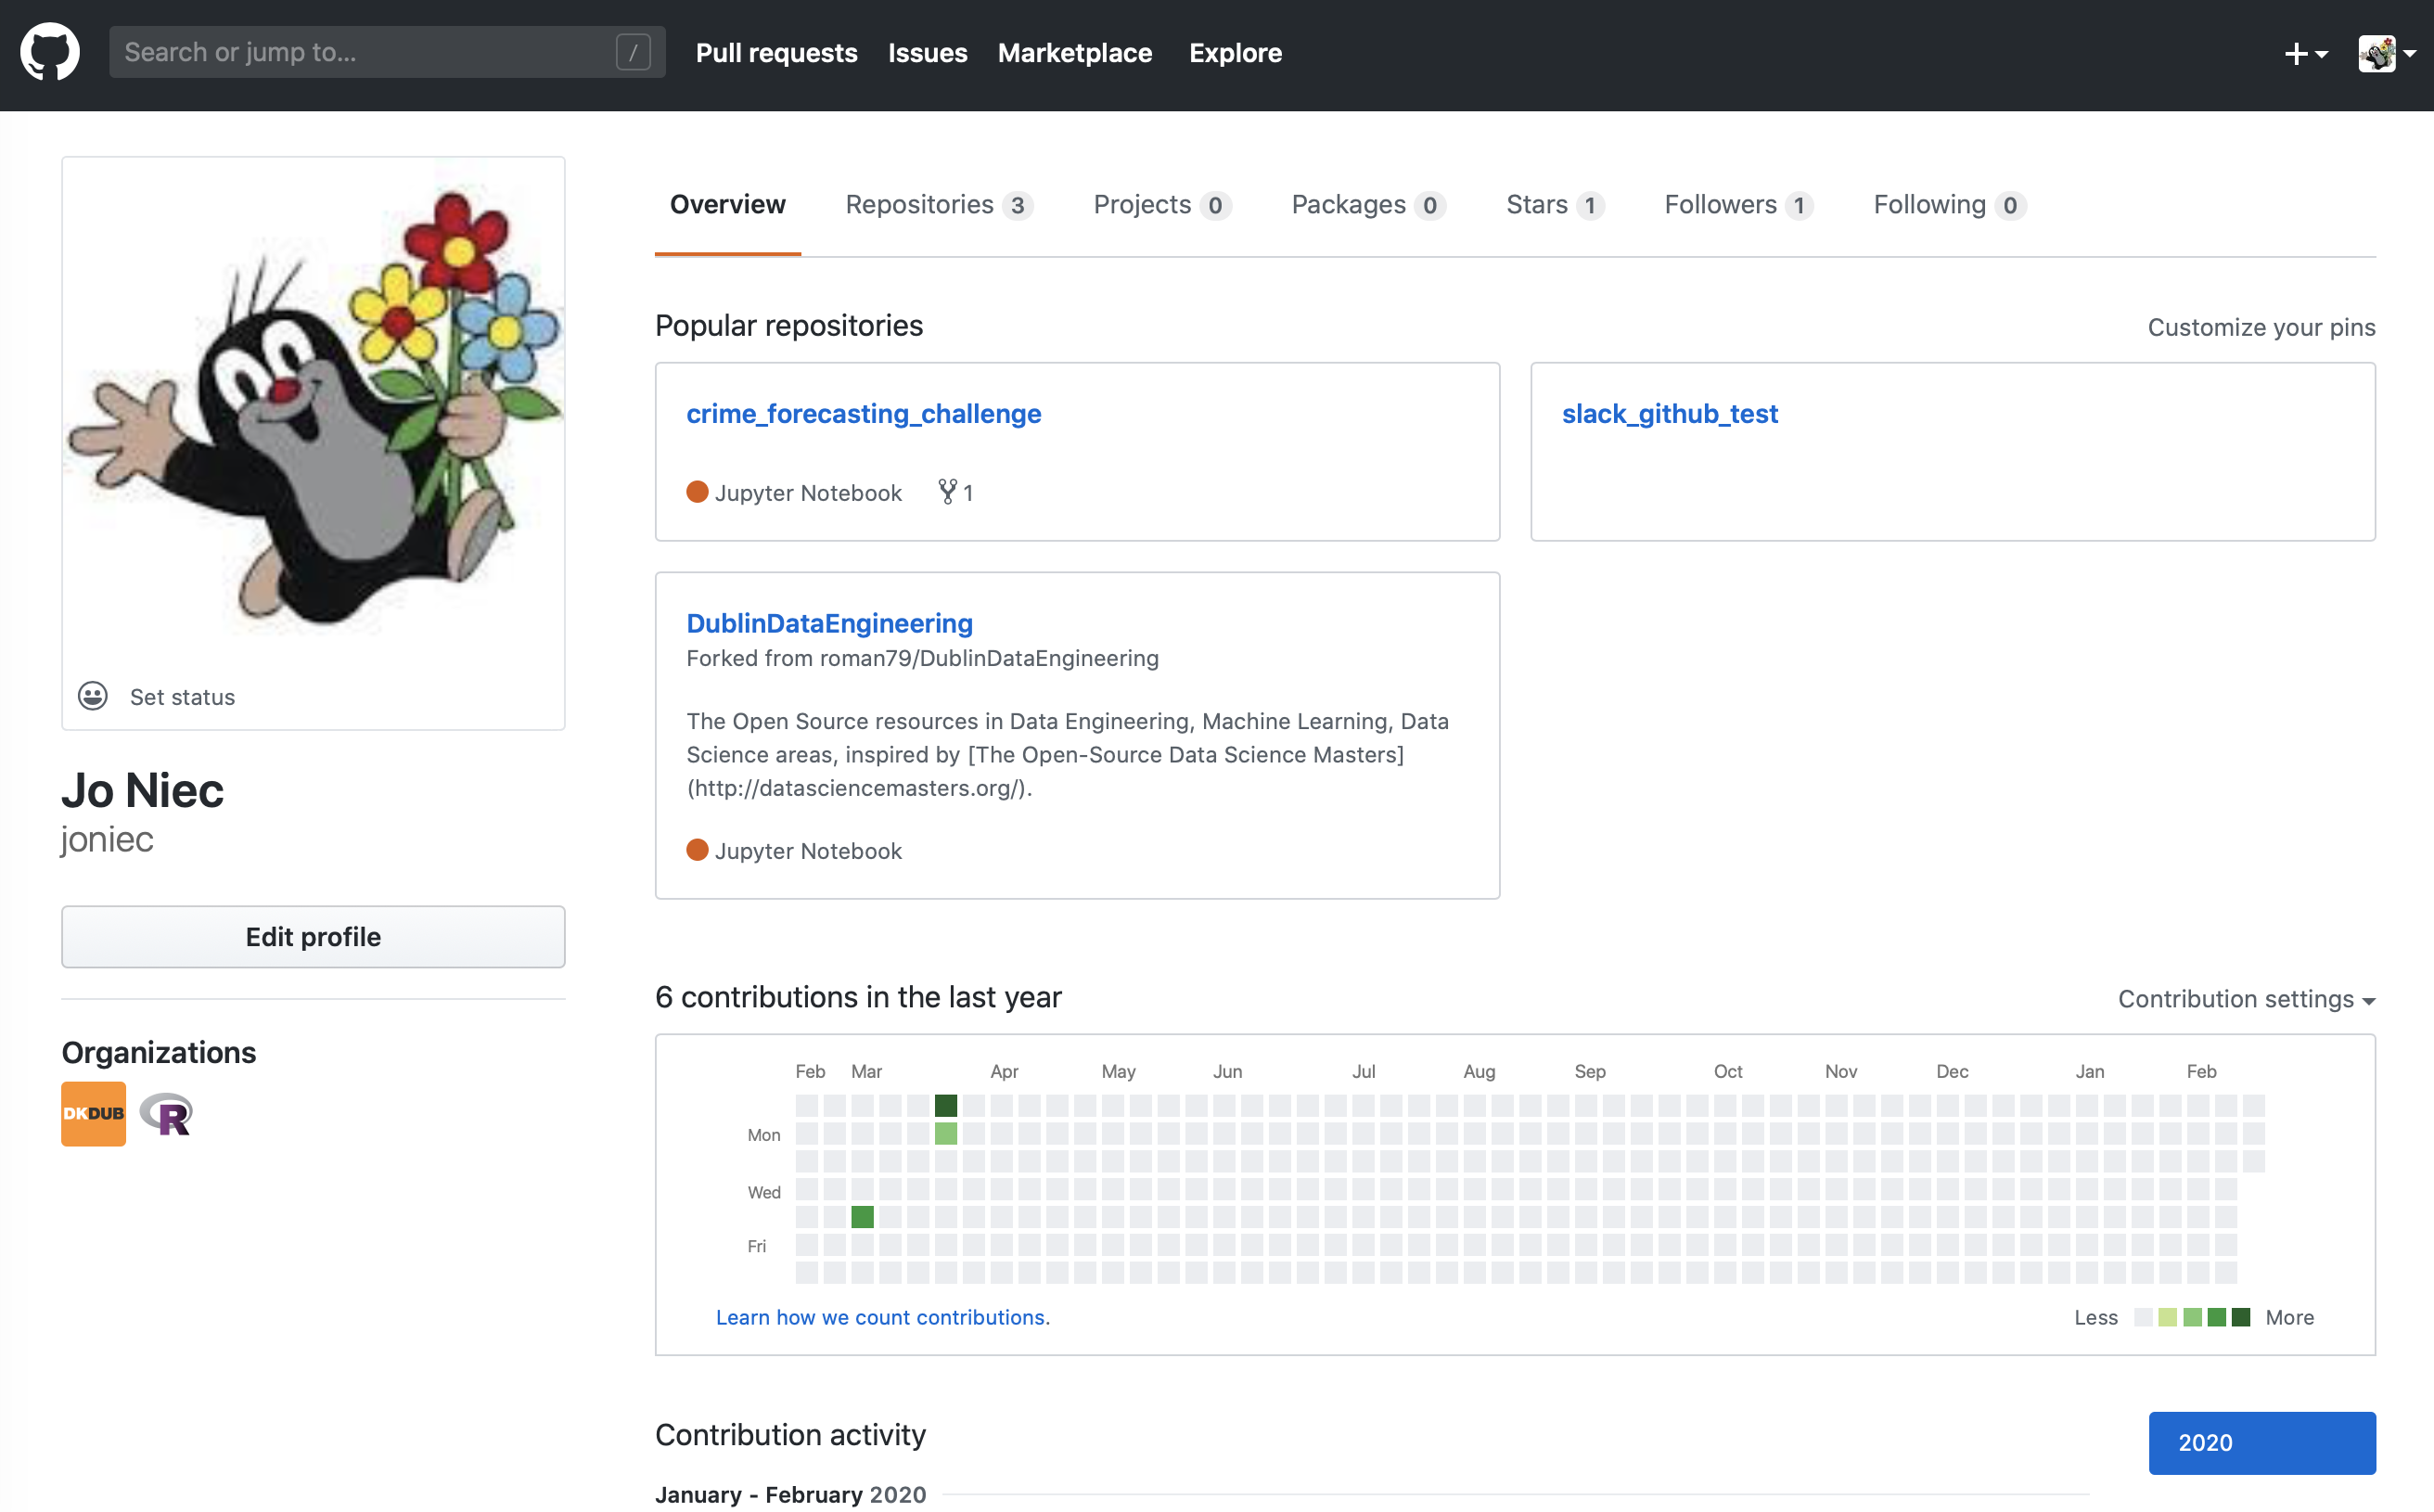 Search or jump to... / Pull requests Issues Marketplace Explore
Overview Repositories 3 Projects 0 Packages 0 Stars 1 Followers 1 Following 0
Popular repositories Customize your pins
crime_forecasting_challenge
Jupyter Notebook 1
slack_github_test
DublinDataEngineering
Forked from roman79/DublinDataEngineering
The Open Source resources in Data Engineering, Machine Learning, Data
Science areas, inspired by [The Open-Source Data Science Masters]
(http://datasciencemasters.org/).
Jupyter Notebook
Set status
Jo Niec
joniec
Edit profile
Organizations
DKDUB R
6 contributions in the last year Contribution settings
Feb Mar Apr May Jun Jul Aug Sep Oct Nov Dec Jan Feb
Mon
Wed
Fri
Learn how we count contributions. Less More
Contribution activity 2020
January - February 2020